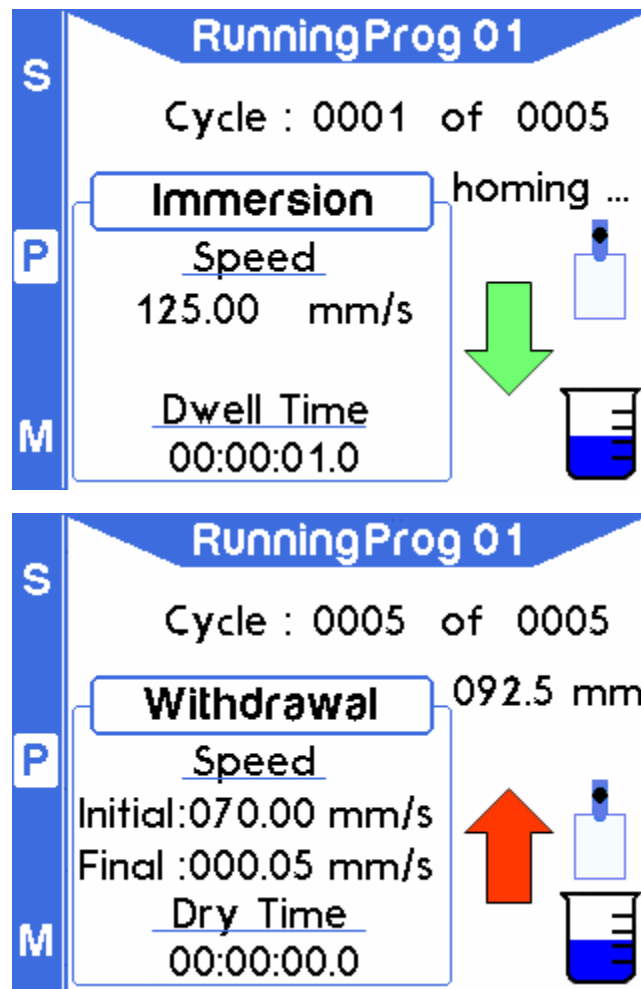 RunningProg 01
S
Cycle : 0001 of 0005
Immersion
homing ...
P
Speed
125.00 mm/s
Dwell Time
M
00:00:01.0
RunningProg 01
S
Cycle : 0005 of 0005
Withdrawal
092.5 mm
P
Speed
Initial:070.00 mm/s
Final :000.05 mm/s
Dry Time
M
00:00:00.0